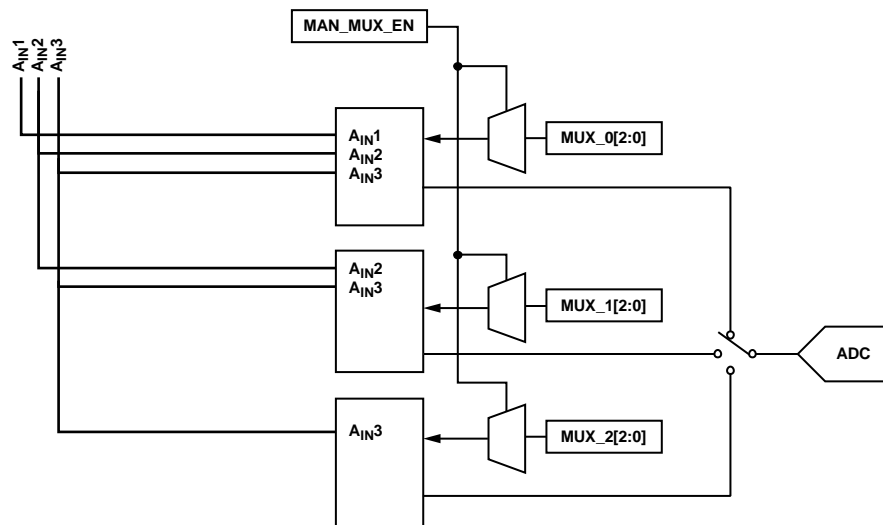 MAN_MUX_EN
AIN1
AIN2
AIN3
AIN1
AIN2
AIN3
MUX_0[2:0]
AIN2
AIN3
MUX_1[2:0]
ADC
AIN3
MUX_2[2:0]